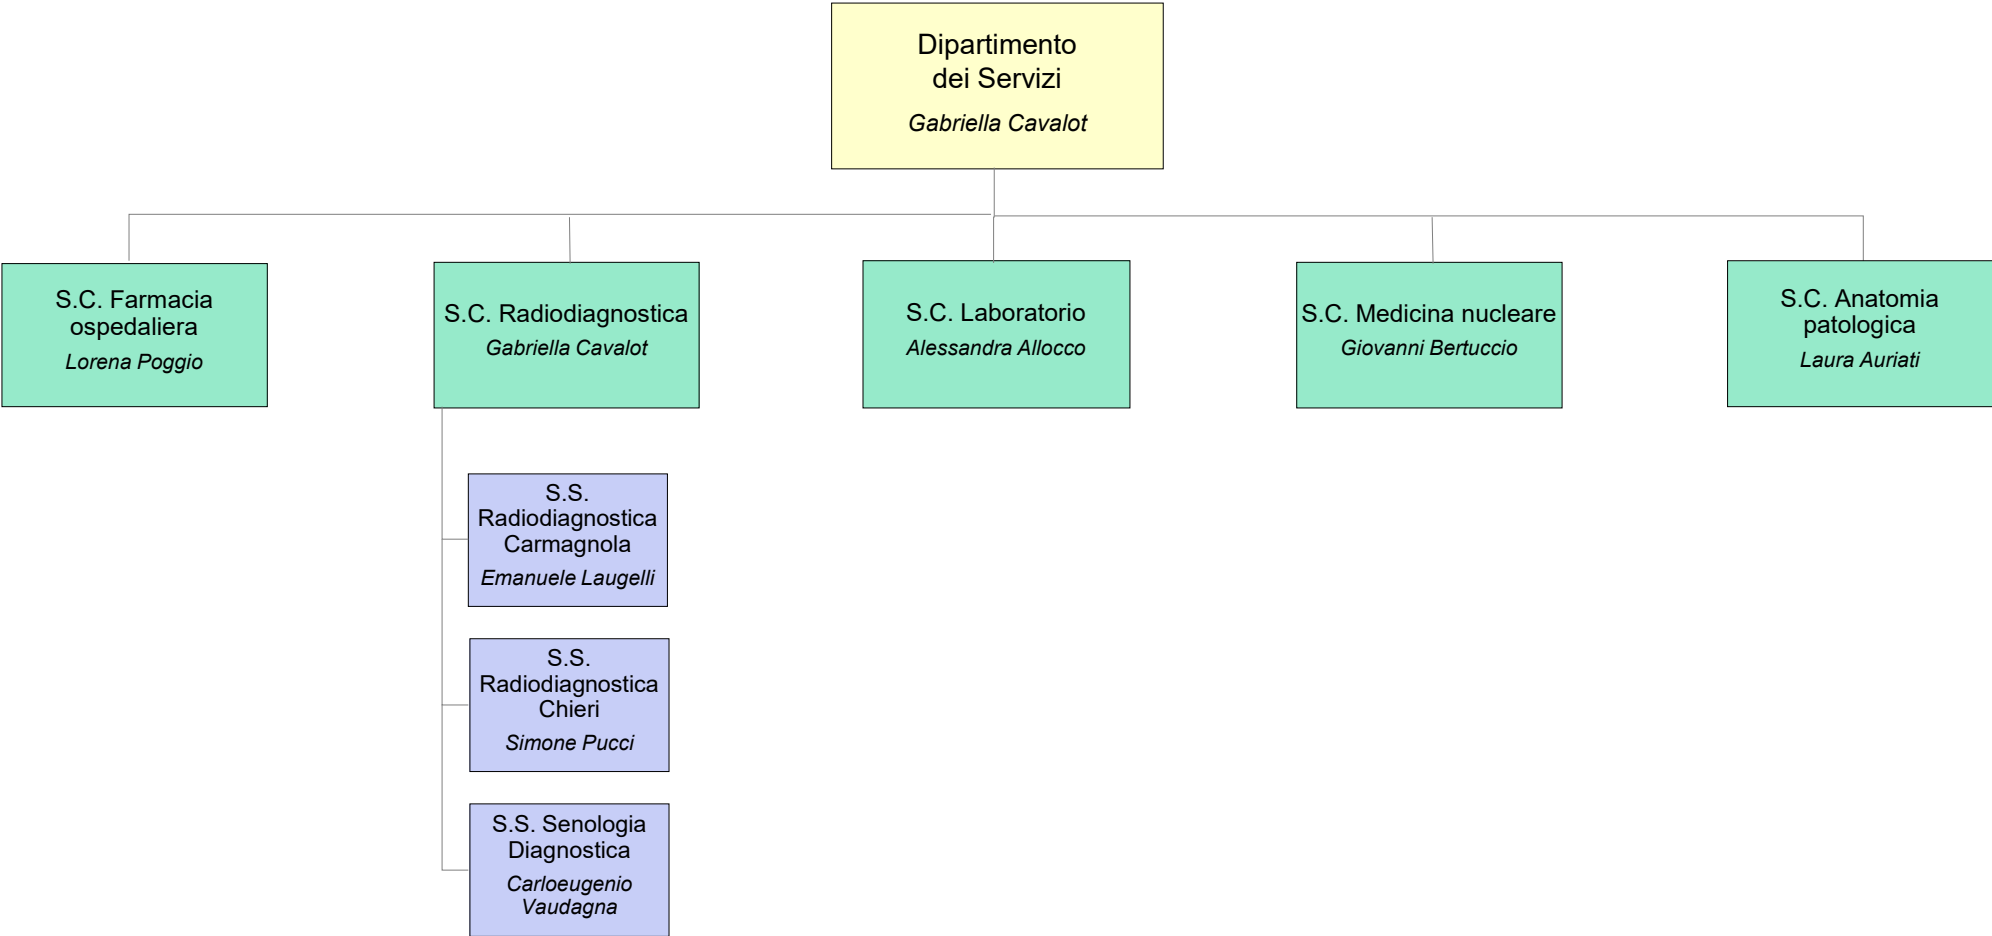 Dipartimento
dei Servizi
Gabriella Cavalot
S.C. Farmacia
ospedaliera
Lorena Poggio
S.C. Radiodiagnostica
Gabriella Cavalot
S.C. Laboratorio
Alessandra Allocco
S.C. Medicina nucleare
Giovanni Bertuccio
S.C. Anatomia
patologica
Laura Auriati
S.S.
Radiodiagnostica
Carmagnola
Emanuele Laugelli
S.S.
Radiodiagnostica
Chieri
Simone Pucci
S.S. Senologia
Diagnostica
Carloeugenio
Vaudagna